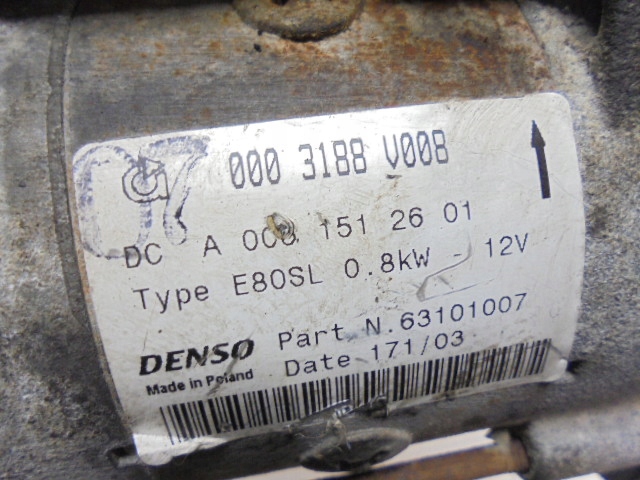 07
000 3188 V008
DC A 000 151 26 01
Type E80SL 0.8kW - 12V
DENSO Part N.63101007
Made in Poland Date 171/03